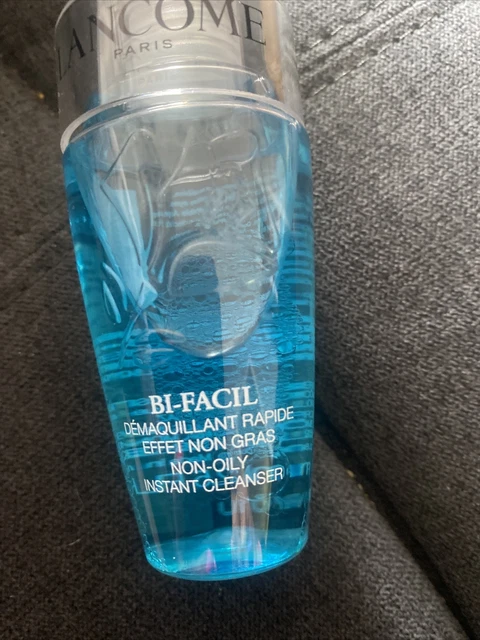 LANCOME
PARIS
BI-FACIL
DÉMAQUILLANT RAPIDE
EFFET NON GRAS
NON-OILY
INSTANT CLEANSER